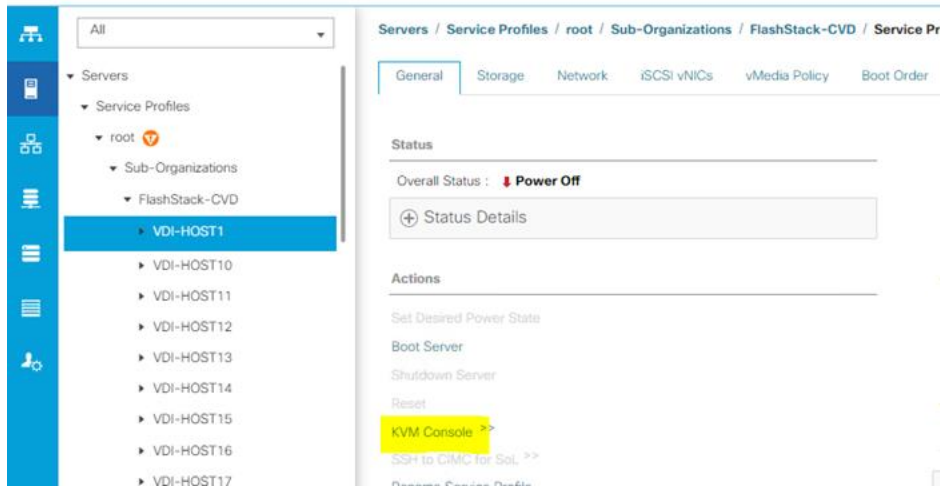 All
Servers
Service Profiles
root
Sub-Organizations
FlashStack-CVD
VDI-HOST1
VDI-HOST10
VDI-HOST11
VDI-HOST12
VDI-HOST13
VDI-HOST14
VDI-HOST15
VDI-HOST16
VDI-HOST17
Servers / Service Profiles / root / Sub-Organizations / FlashStack-CVD / Service Pr
General Storage Network iSCSI vNICs vMedia Policy Boot Order
Status
Overall Status : Power Off
Status Details
Actions
Set Desired Power State
Boot Server
Shutdown Server
Reset
KVM Console >>
SSH to CIMC for SoL >>
Rename Service Profile